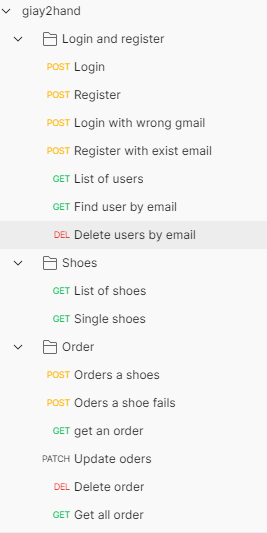 giay2hand
Login and register
POST Login
POST Register
POST Login with wrong gmail
POST Register with exist email
GET List of users
GET Find user by email
DEL Delete users by email
Shoes
GET List of shoes
GET Single shoes
Order
POST Orders a shoes
POST Oders a shoe fails
GET get an order
PATCH Update oders
DEL Delete order
GET Get all order